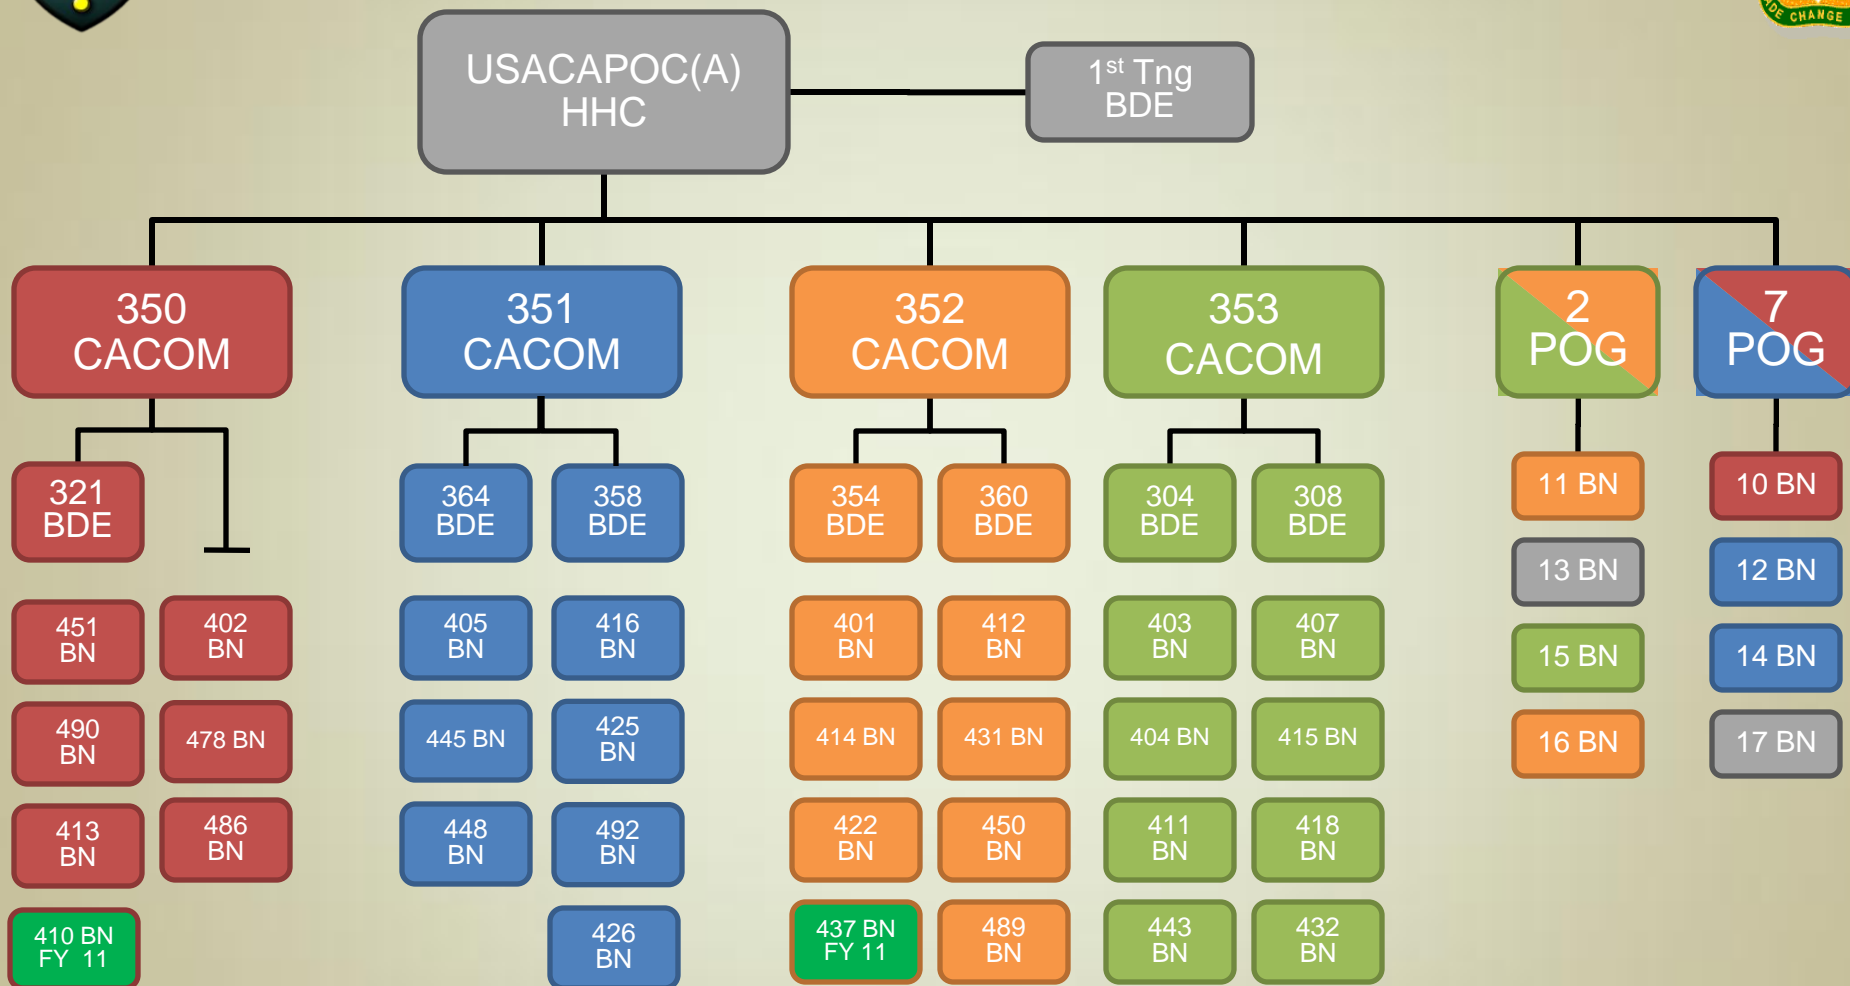 DE CHANGE
USACAPOC(A)
HHC
1st Tng
BDE
350
CACOM
351
CACOM
352
CACOM
353
CACOM
2
POG
7
POG
321
BDE
364
BDE
358
BDE
354
BDE
360
BDE
304
BDE
308
BDE
11 BN
10 BN
13 BN
12 BN
451
BN
402
BN
405
BN
416
BN
401
BN
412
BN
403
BN
407
BN
15 BN
14 BN
490
BN
478 BN
445 BN
425
BN
414 BN
431 BN
404 BN
415 BN
16 BN
17 BN
413
BN
486
BN
448
BN
492
BN
422
BN
450
BN
411
BN
418
BN
410 BN
FY 11
426
BN
437 BN
FY 11
489
BN
443
BN
432
BN